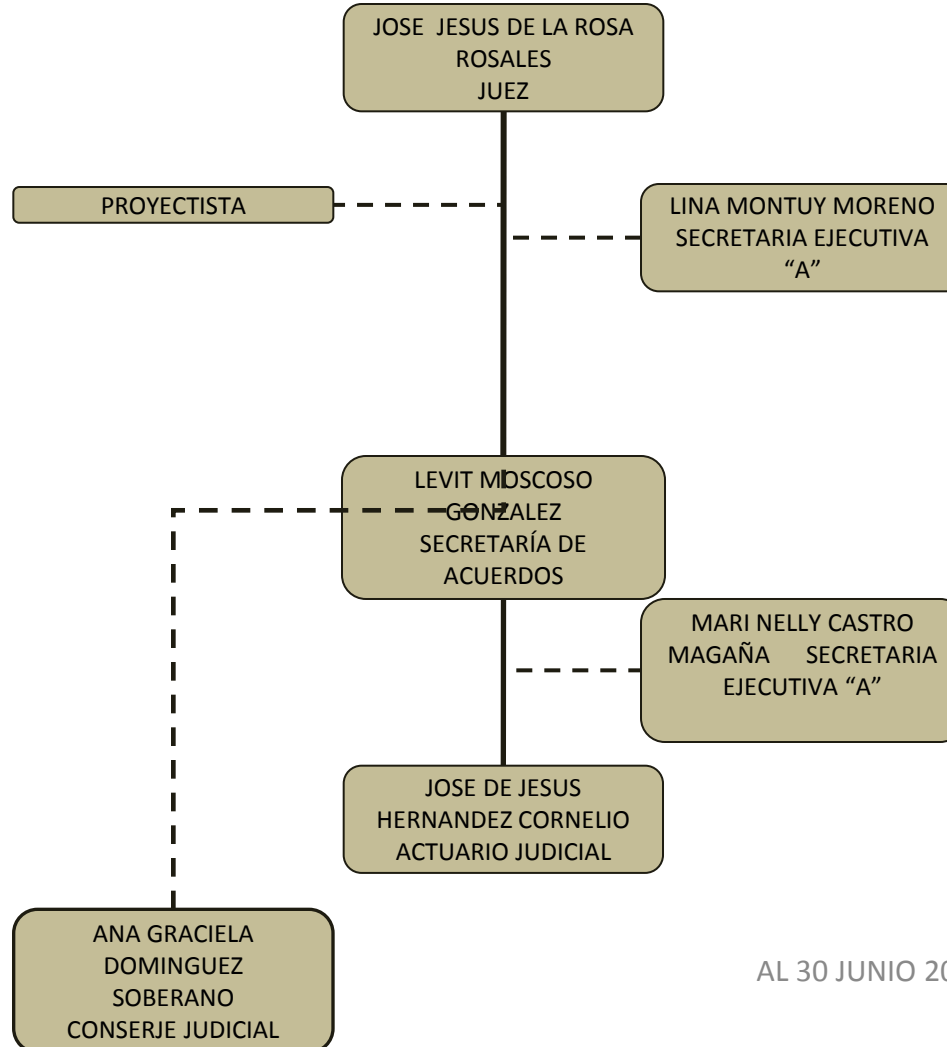 JOSE JESUS DE LA ROSA
ROSALES
JUEZ
PROYECTISTA
LINA MONTUY MORENO
SECRETARIA EJECUTIVA
“A”
LEVIT MOSCOSO
GONZALEZ
SECRETARÍA DE
ACUERDOS
MARI NELLY CASTRO
MAGAÑA SECRETARIA
EJECUTIVA “A”
JOSE DE JESUS
HERNANDEZ CORNELIO
ACTUARIO JUDICIAL
ANA GRACIELA
DOMINGUEZ
SOBERANO
CONSERJE JUDICIAL
AL 30 JUNIO